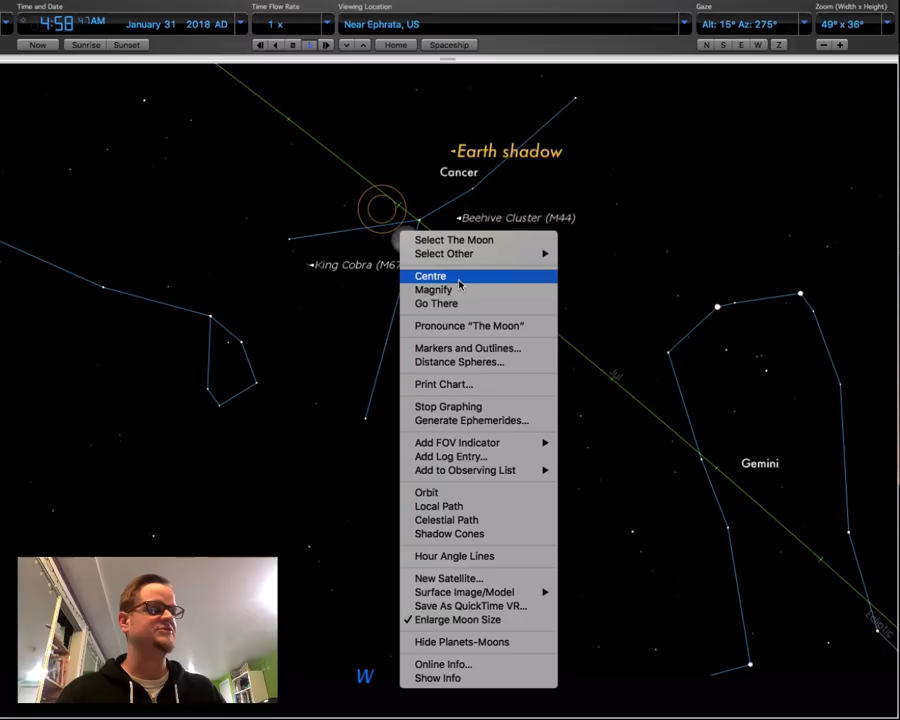 Time and Date
Time Flow Rate
Viewing Location
Gaze
Zoom (Width x Height)
4:58 47AM
January 31 2018 AD
1 x
Near Ephrata, US
Alt: 15° Az: 275°
49° x 36°
Now
Sunrise
Sunset
Home
Spaceship
N
S
E
W
Z
Earth shadow
Cancer
Beehive Cluster (M44)
King Cobra (M67
Select The Moon
Select Other
Centre
Magnify
Go There
Pronounce “The Moon”
Markers and Outlines...
Distance Spheres...
Print Chart...
Stop Graphing
Generate Ephemerides...
Add FOV Indicator
Add Log Entry...
Add to Observing List
Orbit
Local Path
Celestial Path
Shadow Cones
Hour Angle Lines
New Satellite...
Surface Image/Model
Save As QuickTime VR...
Enlarge Moon Size
Hide Planets-Moons
Online Info...
Show Info
Jul
Gemini
Ecliptic
W